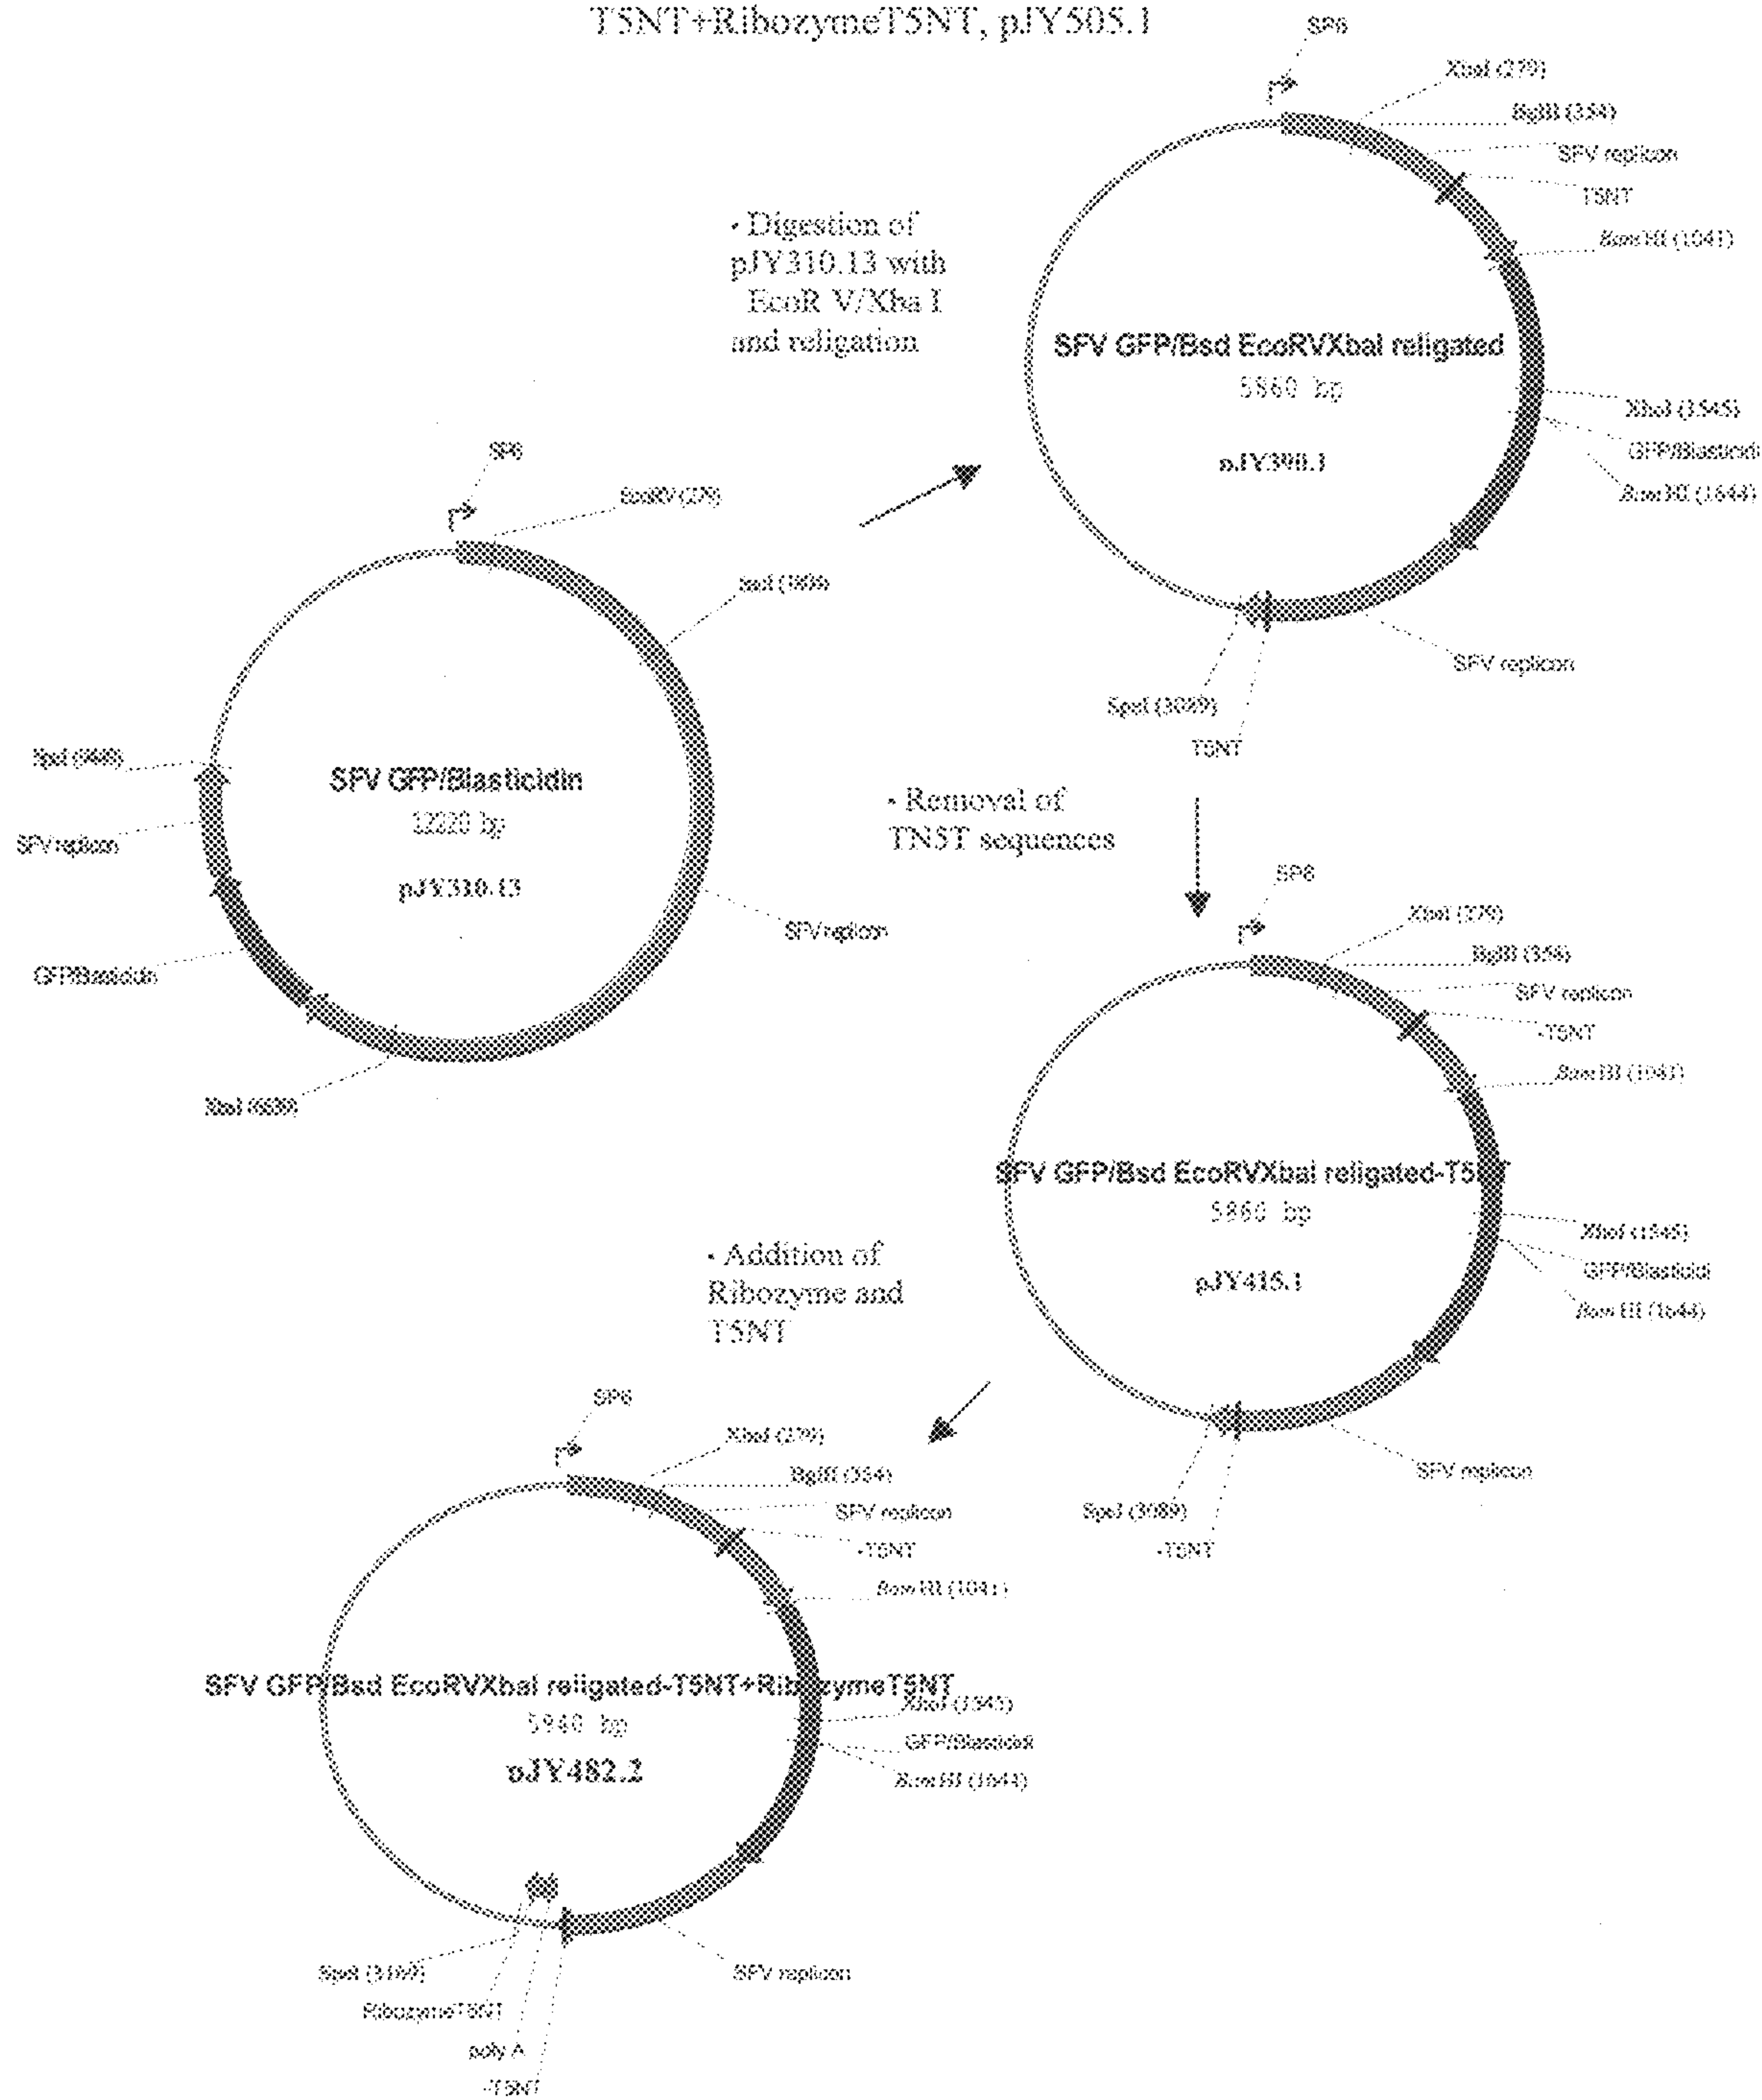 T5NT+RibozymeT5NT, pJY505.1
SP6
XbaI (279)
BglII (354)
SFV replicon
T5NT
BamHI (1041)
• Digestion of
pJY310.13 with
EcoR V/Xba I
and religation
SFV GFP/Bsd EcoRVXbaI religated
5860 bp
pJY390.1
XhoI (1545)
GFP/Blasticidi
BamHI (1644)
SFV replicon
SpeI (3089)
T5NT
SP6
EcoRV (279)
SFV GFP/Blasticidin
12220 bp
pJY310.13
SFV replicon
GFP/Blasticidin
SFV replicon
• Removal of
TN5T sequences
SP6
XbaI (279)
BglII (354)
SFV replicon
-T5NT
BamHI (1041)
SFV GFP/Bsd EcoRVXbaI religated-T5NT
5860 bp
pJY415.1
XhoI (1545)
GFP/Blasticidi
BamHI (1644)
SFV replicon
SpeI (3089)
-T5NT
• Addition of
Ribozyme and
T5NT
SP6
XbaI (279)
BglII (354)
SFV replicon
-T5NT
BamHI (1041)
SFV GFP/Bsd EcoRVXbaI religated-T5NT+RibozymeT5NT
5940 bp
pJY482.2
XhoI (1545)
GFP/Blasticidi
BamHI (1644)
SpeI (3169)
SFV replicon
RibozymeT5NT
poly A
-T5NT